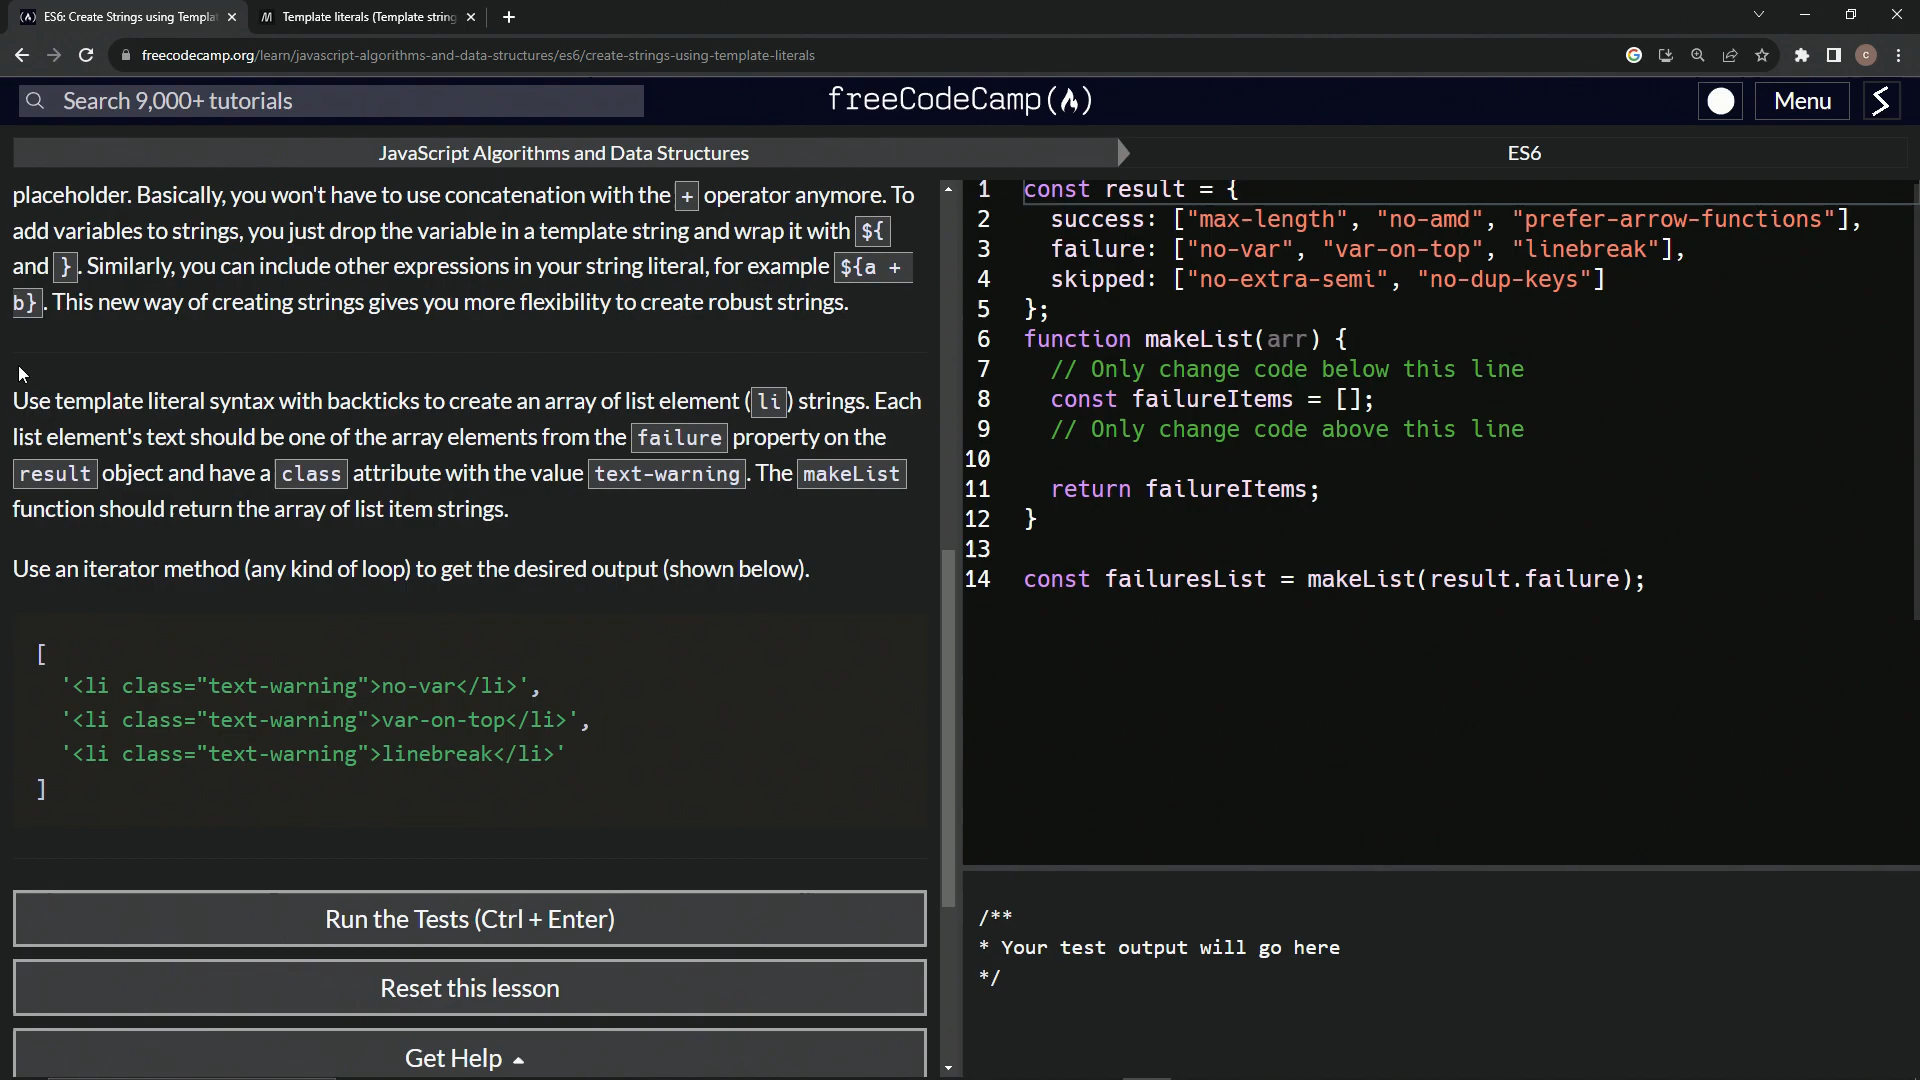 ES6: Create Strings using Templat
Template literals (Template string
freecodecamp.org/learn/javascript-algorithms-and-data-structures/es6/create-strings-using-template-literals
Search 9,000+ tutorials
freeCodeCamp
Menu
JavaScript Algorithms and Data Structures
ES6
placeholder. Basically, you won't have to use concatenation with the + operator anymore. To
add variables to strings, you just drop the variable in a template string and wrap it with ${
and }. Similarly, you can include other expressions in your string literal, for example ${a +
b}. This new way of creating strings gives you more flexibility to create robust strings.
Use template literal syntax with backticks to create an array of list element (li) strings. Each
list element's text should be one of the array elements from the failure property on the
result object and have a class attribute with the value text-warning. The makeList
function should return the array of list item strings.
Use an iterator method (any kind of loop) to get the desired output (shown below).
[
'<li class="text-warning">no-var</li>',
'<li class="text-warning">var-on-top</li>',
'<li class="text-warning">linebreak</li>'
]
Run the Tests (Ctrl + Enter)
Reset this lesson
Get Help
1 const result = {
2 success: ["max-length", "no-amd", "prefer-arrow-functions"],
3 failure: ["no-var", "var-on-top", "linebreak"],
4 skipped: ["no-extra-semi", "no-dup-keys"]
5 };
6 function makeList(arr) {
7 // Only change code below this line
8 const failureItems = [];
9 // Only change code above this line
10
11 return failureItems;
12 }
13
14 const failuresList = makeList(result.failure);
/**
* Your test output will go here
*/